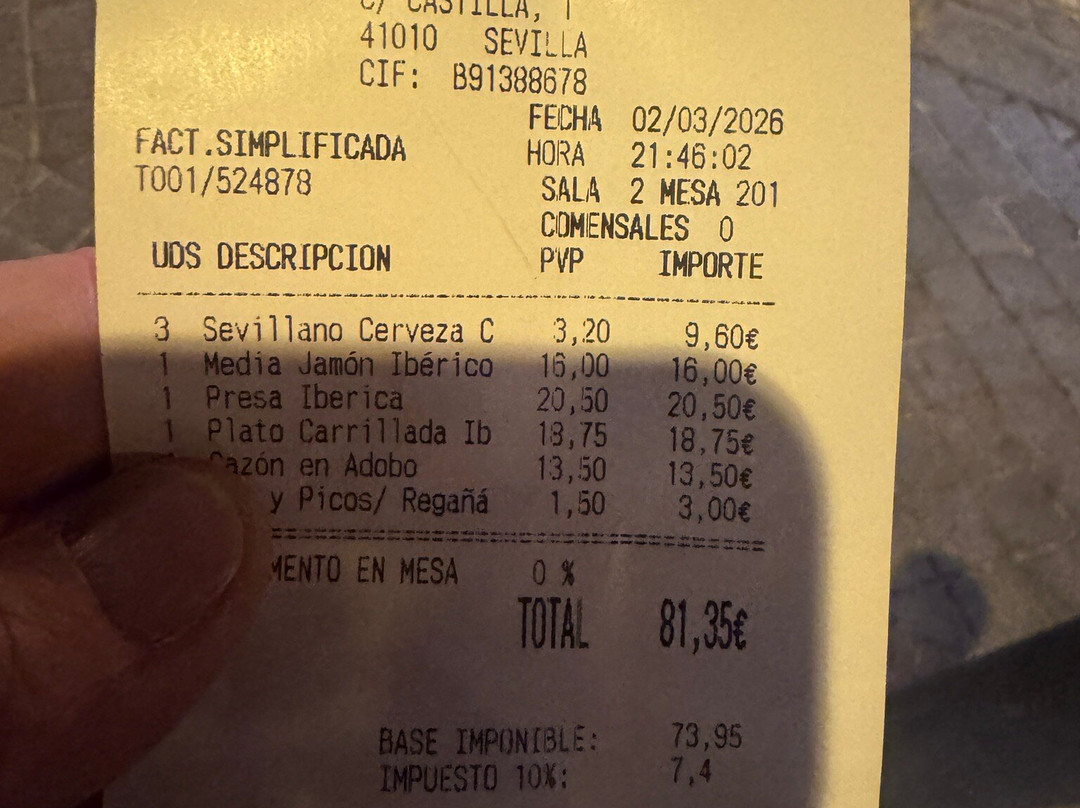 C/ CASTILLA, 1
41010 SEVILLA
CIF: B91388678
FECHA 02/03/2026
FACT.SIMPLIFICADA
HORA 21:46:02
T001/524878
SALA 2 MESA 201
COMENSALES 0
UDS DESCRIPCION PVP IMPORTE
3 Sevillano Cerveza C 3,20 9,60€
1 Media Jamón Ibérico 16,00 16,00€
1 Presa Iberica 20,50 20,50€
1 Plato Carrillada Ib 18,75 18,75€
Cazón en Adobo 13,50 13,50€
y Picos/ Regañá 1,50 3,00€
MENTO EN MESA 0 %
TOTAL 81,35€
BASE IMPONIBLE: 73,95
IMPUESTO 10%: 7,4